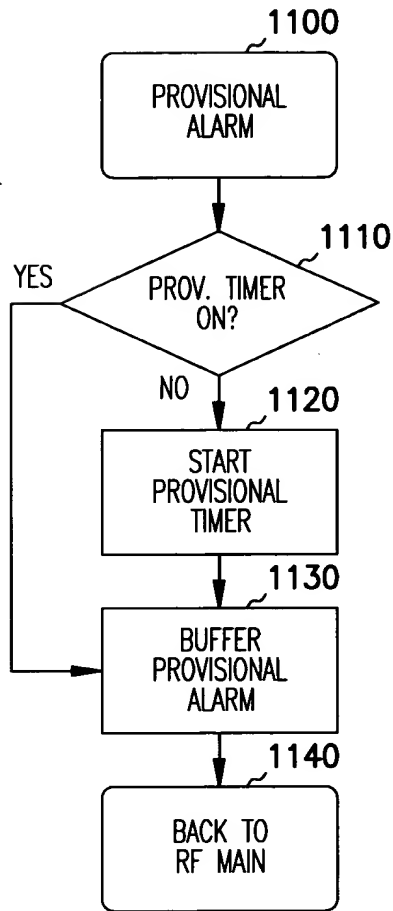 1100
PROVISIONAL
ALARM
1110
YES
PROV. TIMER
ON?
NO
1120
START
PROVISIONAL
TIMER
1130
BUFFER
PROVISIONAL
ALARM
1140
BACK TO
RF MAIN